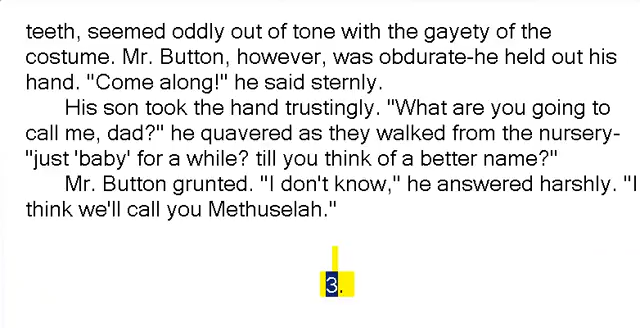 teeth, seemed oddly out of tone with the gayety of the
costume. Mr. Button, however, was obdurate-he held out his
hand. "Come along!" he said sternly.
His son took the hand trustingly. "What are you going to
call me, dad?" he quavered as they walked from the nursery-
"just 'baby' for a while? till you think of a better name?"
Mr. Button grunted. "I don't know," he answered harshly. "I
think we'll call you Methuselah."
3.